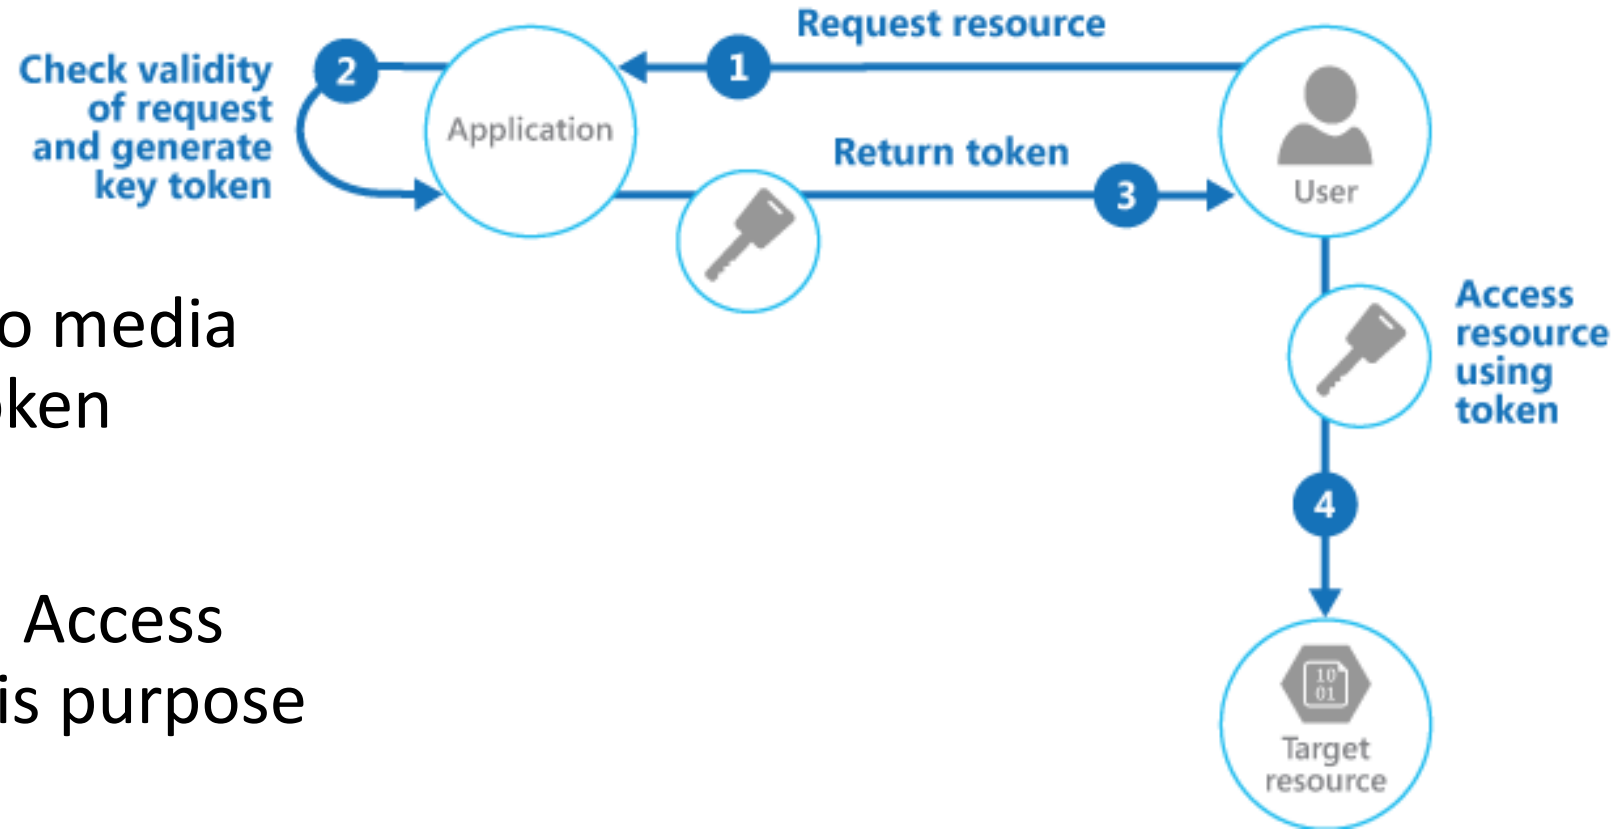 Request resource
1
2
Check validity
of request
and generate
key token
Application
Return token
3
User
o media
ken
Access
resource
using
token
4
Access
is purpose
10
01
Target
resource